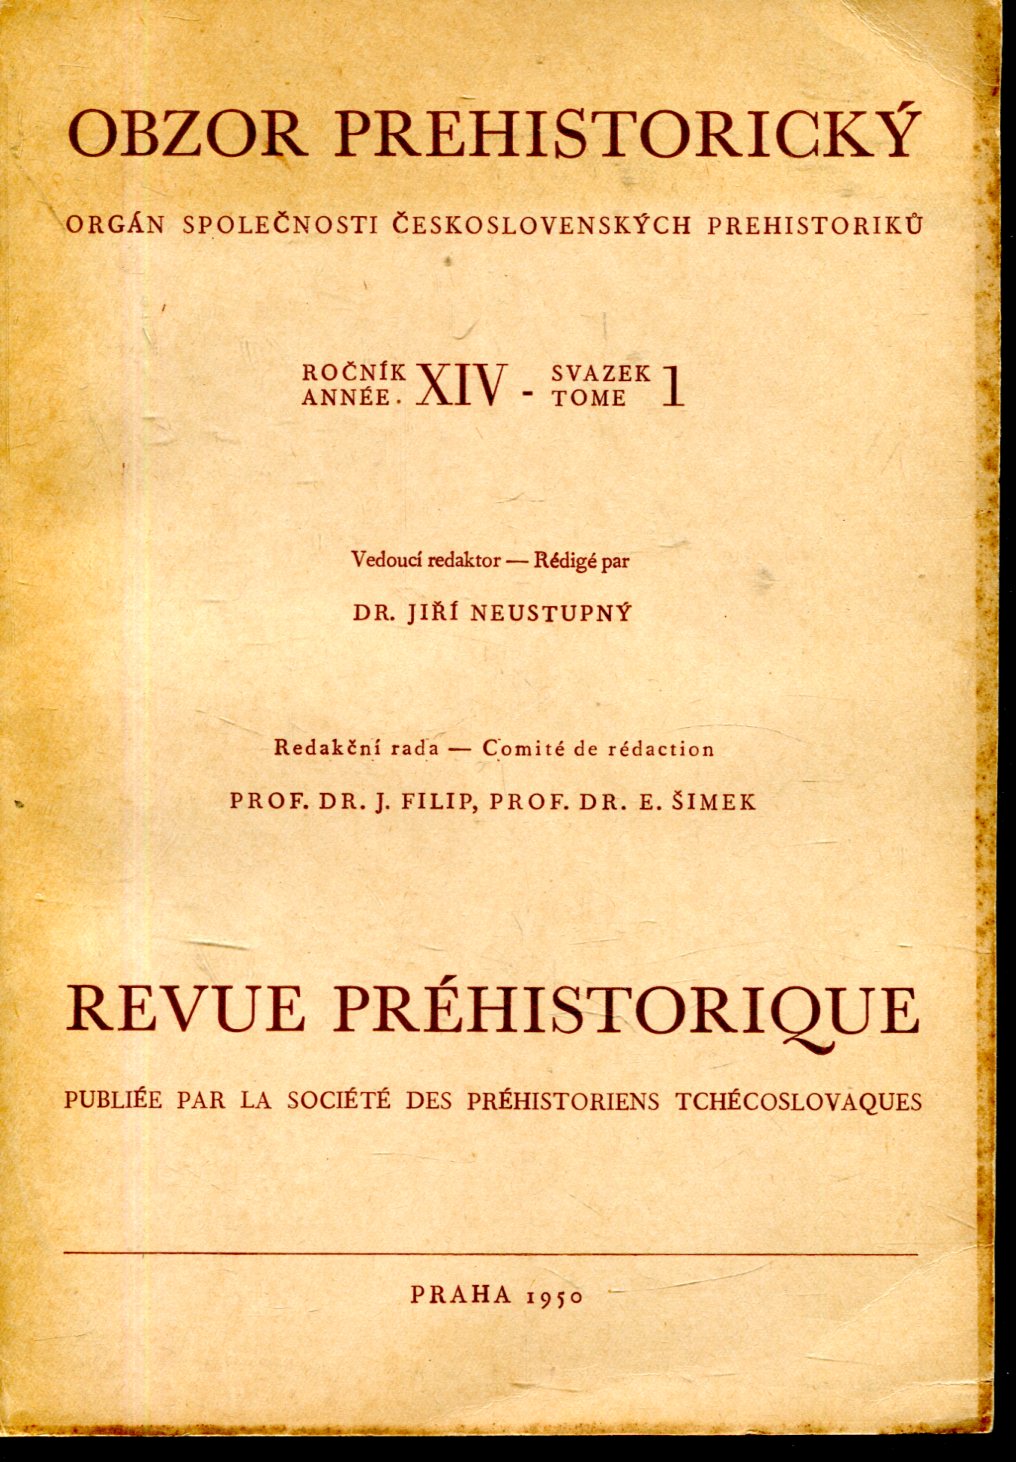 OBZOR PREHISTORICKÝ
ORGÁN SPOLEČNOSTI ČESKOSLOVENSKÝCH PREHISTORIKŮ
ROČNÍK
ANNÉE. XIV - SVAZEK
TOME 1
Vedoucí redaktor — Rédigé par
DR. JIŘÍ NEUSTUPNÝ
Redakční rada — Comité de rédaction
PROF. DR. J. FILIP, PROF. DR. E. ŠIMEK
REVUE PRÉHISTORIQUE
PUBLIÉE PAR LA SOCIÉTÉ DES PRÉHISTORIENS TCHÉCOSLOVAQUES
PRAHA 1950